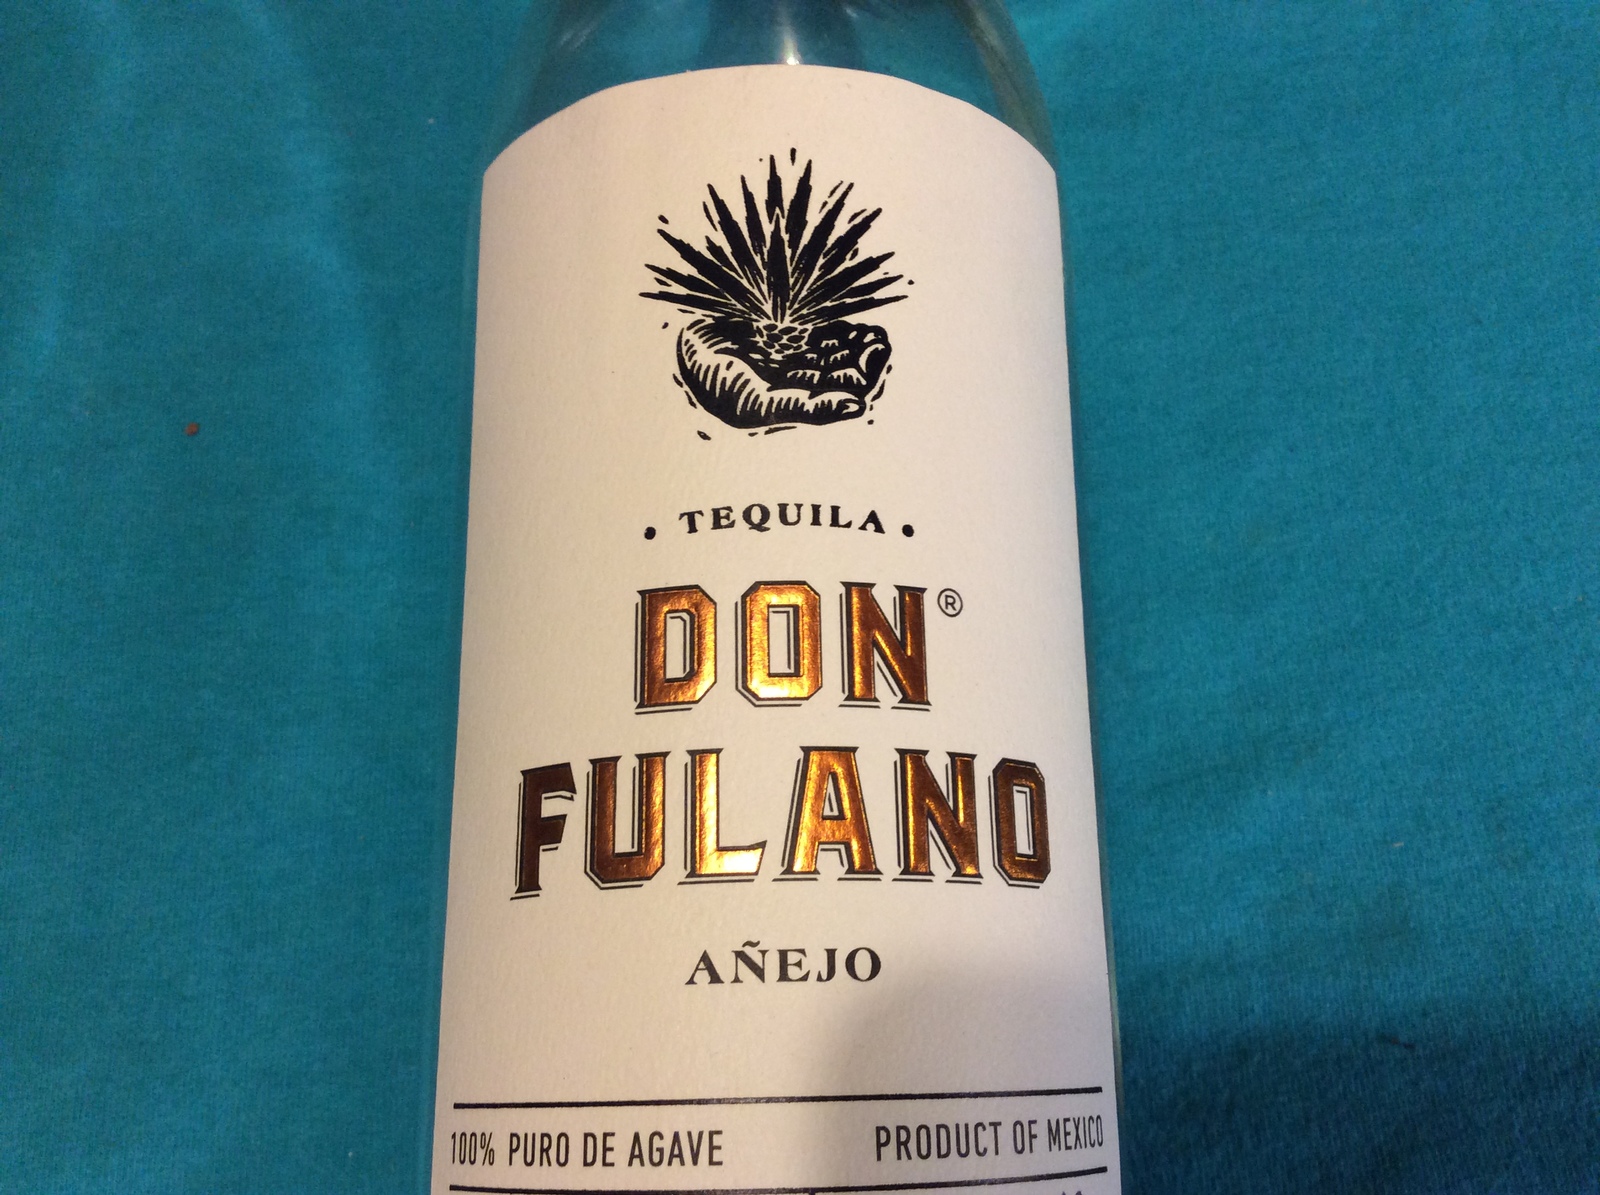 • TEQUILA •
DON®
FULANO
AÑEJO
100% PURO DE AGAVE PRODUCT OF MEXICO